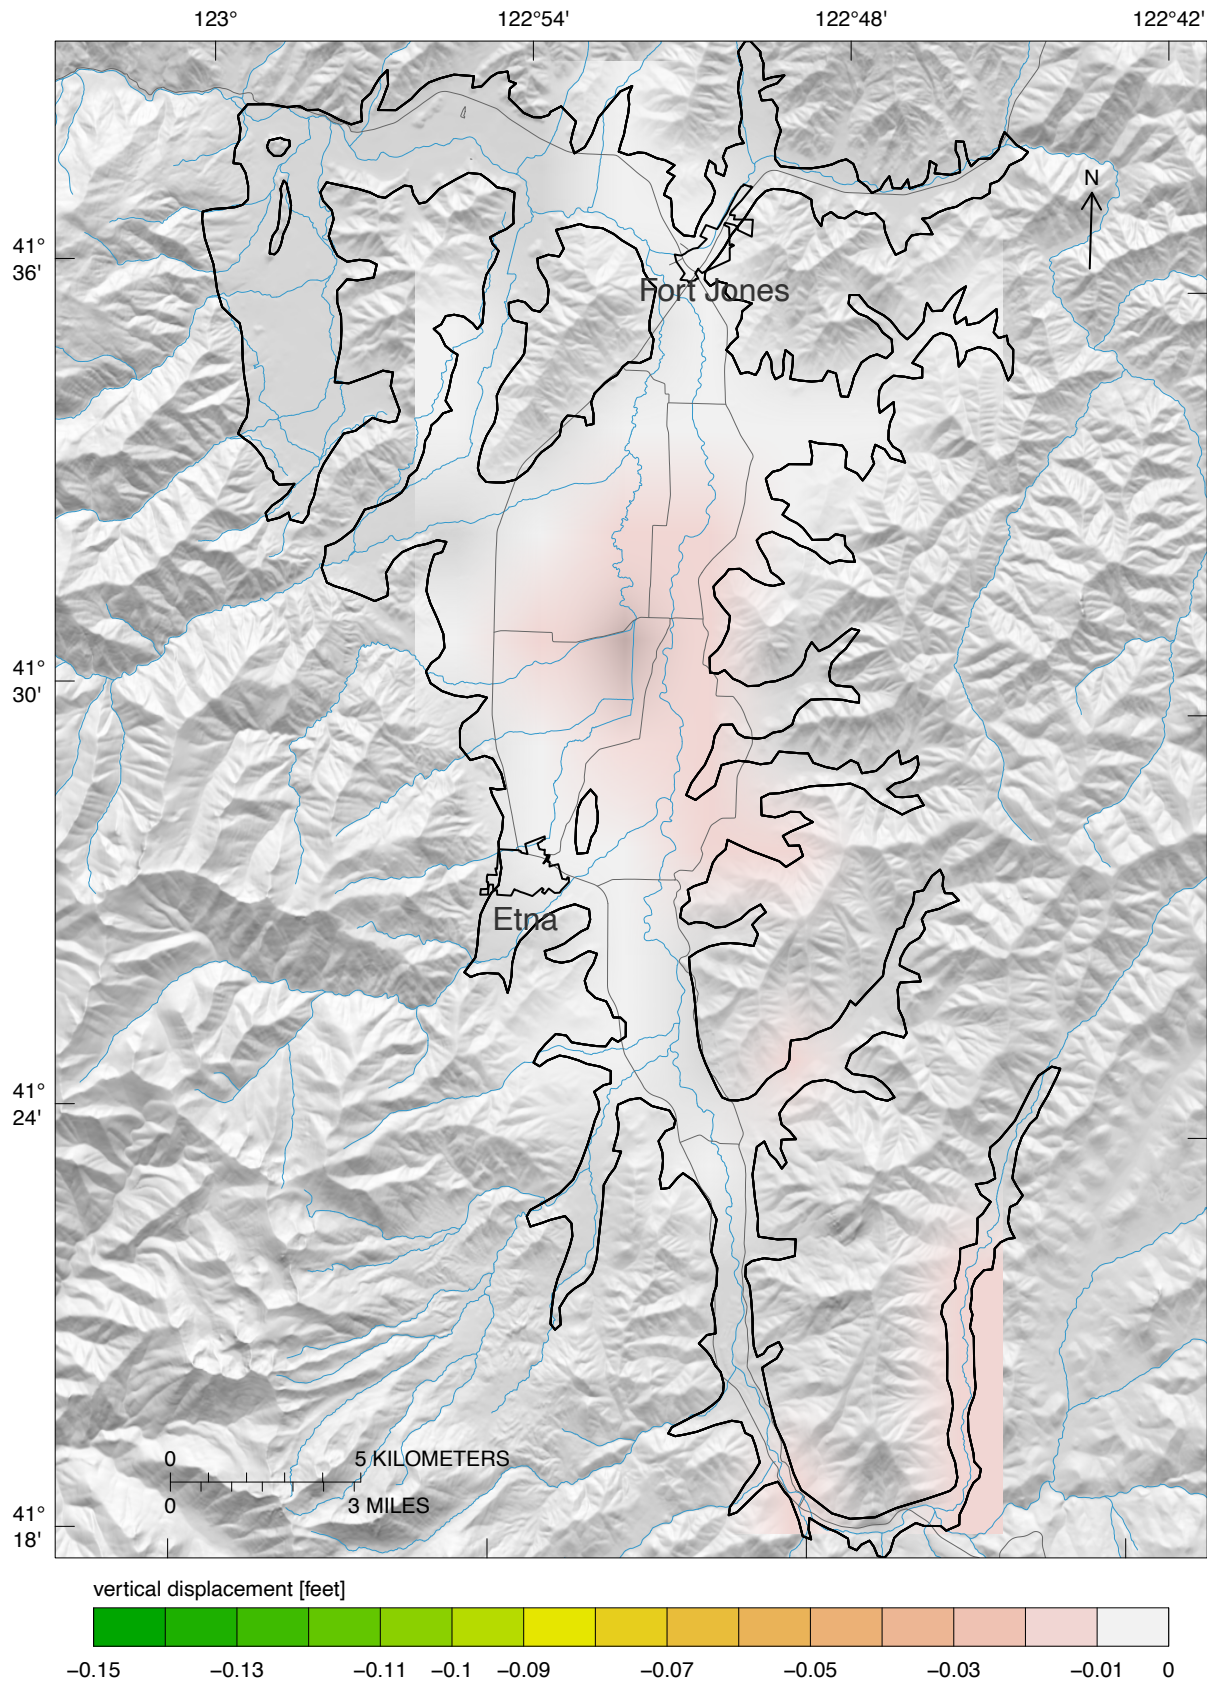 123° 122°54' 122°48' 122°42'
N
41°
36'
Fort Jones
41°
30'
Etna
41°
24'
0 5 KILOMETERS
0 3 MILES
41°
18'
vertical displacement [feet]
−0.15 −0.13 −0.11 −0.1 −0.09 −0.07 −0.05 −0.03 −0.01 0